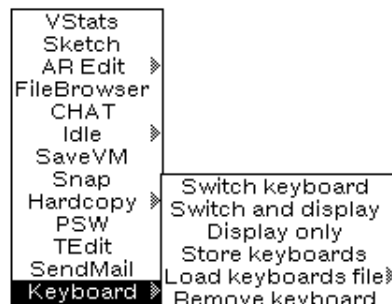 VStats
Sketch
AR Edit
FileBrowser
CHAT
Idle
SaveVM
Snap
Hardcopy
PSW
TEdit
SendMail
Keyboard
Switch keyboard
Switch and display
Display only
Store keyboards
Load keyboards file
Remove keyboard